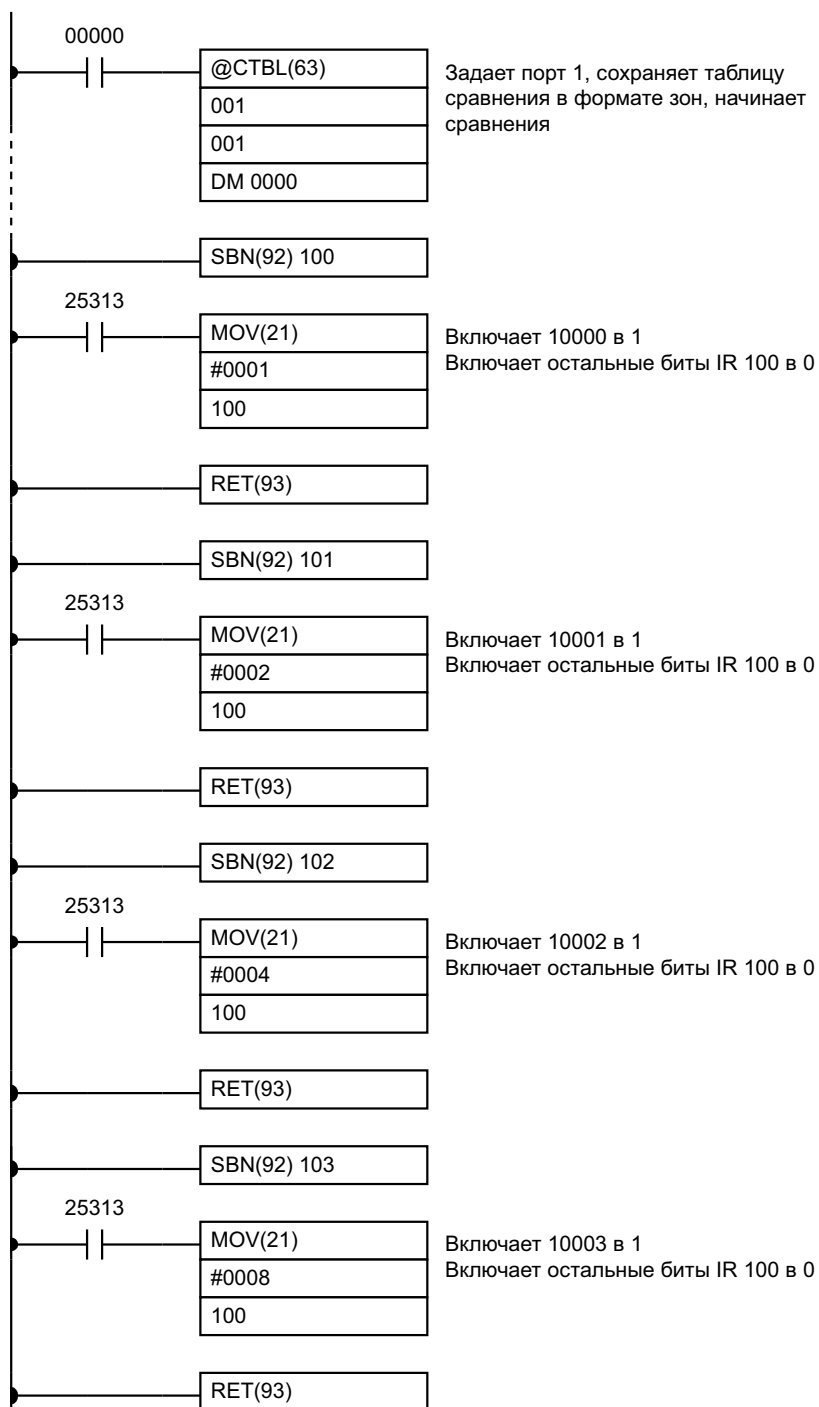 00000
@CTBL(63)
001
001
DM 0000
Задает порт 1, сохраняет таблицу
сравнения в формате зон, начинает
сравнения
SBN(92) 100
25313
MOV(21)
#0001
100
Включает 10000 в 1
Включает остальные биты IR 100 в 0
RET(93)
SBN(92) 101
25313
MOV(21)
#0002
100
Включает 10001 в 1
Включает остальные биты IR 100 в 0
RET(93)
SBN(92) 102
25313
MOV(21)
#0004
100
Включает 10002 в 1
Включает остальные биты IR 100 в 0
RET(93)
SBN(92) 103
25313
MOV(21)
#0008
100
Включает 10003 в 1
Включает остальные биты IR 100 в 0
RET(93)